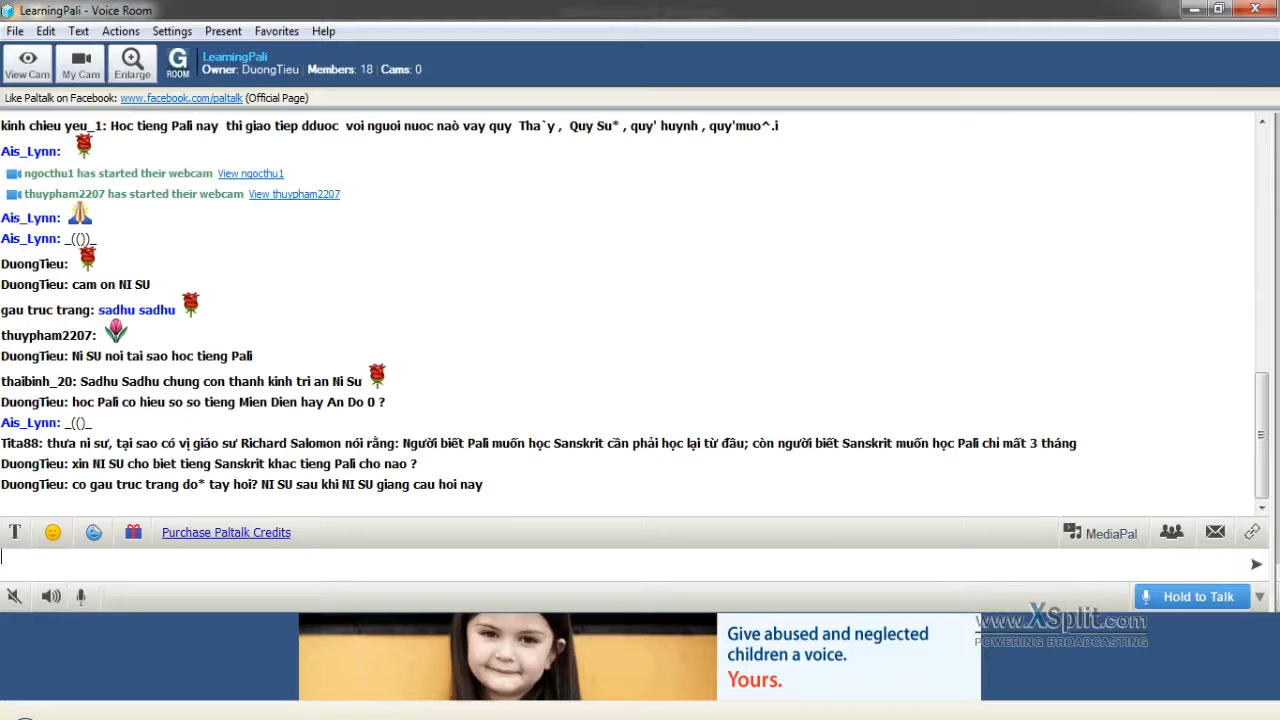 LearningPali - Voice Room
File Edit Text Actions Settings Present Favorites Help
View Cam My Cam Enlarge G ROOM LearningPali
Owner: DuongTieu Members: 18 Cams: 0
Like Paltalk on Facebook: www.facebook.com/paltalk (Official Page)
kinh chieu yeu_1: Hoc tieng Pali nay thi giao tiep dduoc voi nguoi nuoc naò vay quy Tha`y , Quy Su* , quy' huynh , quy'muo^.i
Ais_Lynn:
ngocthu1 has started their webcam View ngocthu1
thuypham2207 has started their webcam View thuypham2207
Ais_Lynn:
Ais_Lynn: _(())_
DuongTieu:
DuongTieu: cam on NI SU
gau truc trang: sadhu sadhu
thuypham2207:
DuongTieu: Ni SU noi tai sao hoc tieng Pali
thaibinh_20: Sadhu Sadhu chung con thanh kinh tri an Ni Su
DuongTieu: hoc Pali co hieu so so tieng Mien Dien hay An Do 0 ?
Ais_Lynn: _(()_
Tita88: thưa ni sư, tại sao có vị giáo sư Richard Salomon nói rằng: Người biết Pali muốn học Sanskrit cần phải học lại từ đầu; còn người biết Sanskrit muốn học Pali chỉ mất 3 tháng
DuongTieu: xin NI SU cho biet tieng Sanskrit khac tieng Pali cho nao ?
DuongTieu: co gau truc trang do* tay hoi? NI SU sau khi NI SU giang cau hoi nay
T Purchase Paltalk Credits MediaPal
Hold to Talk
www.XSplit.com
POWERING BROADCASTING
Give abused and neglected
children a voice.
Yours.